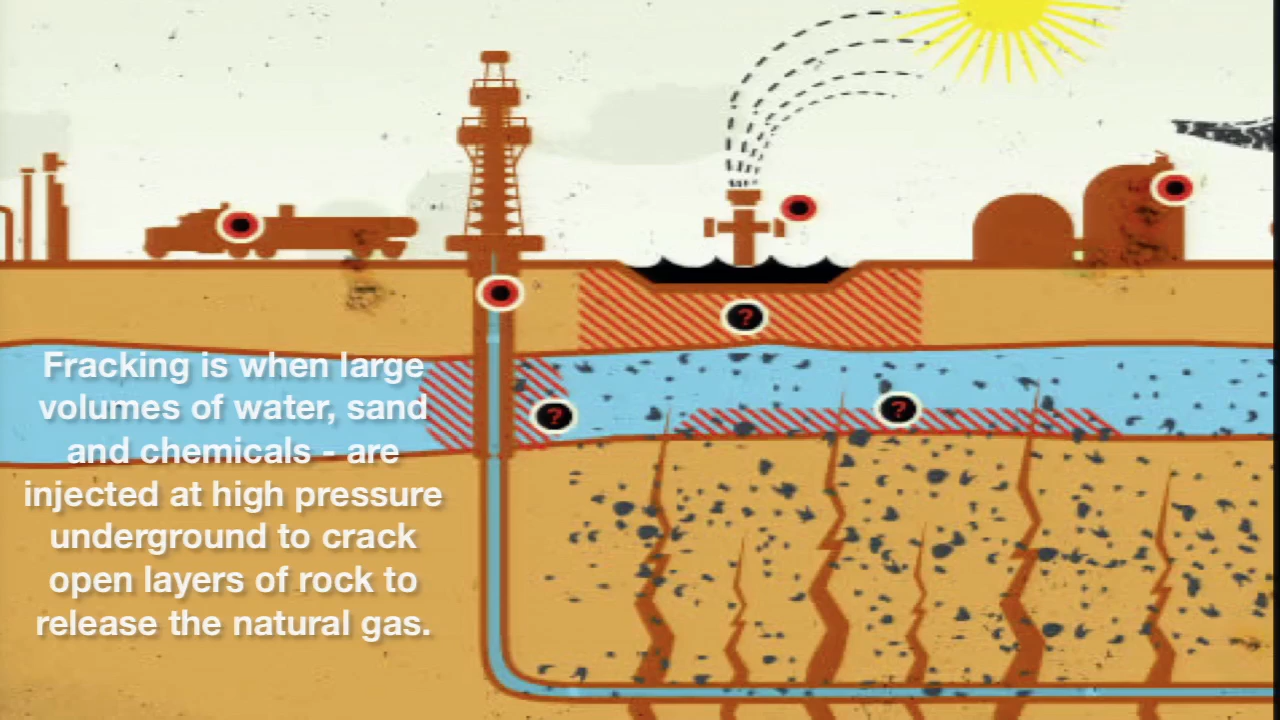 ?
Fracking is when large
volumes of water, sand
and chemicals - are
injected at high pressure
underground to crack
open layers of rock to
release the natural gas.
?
?